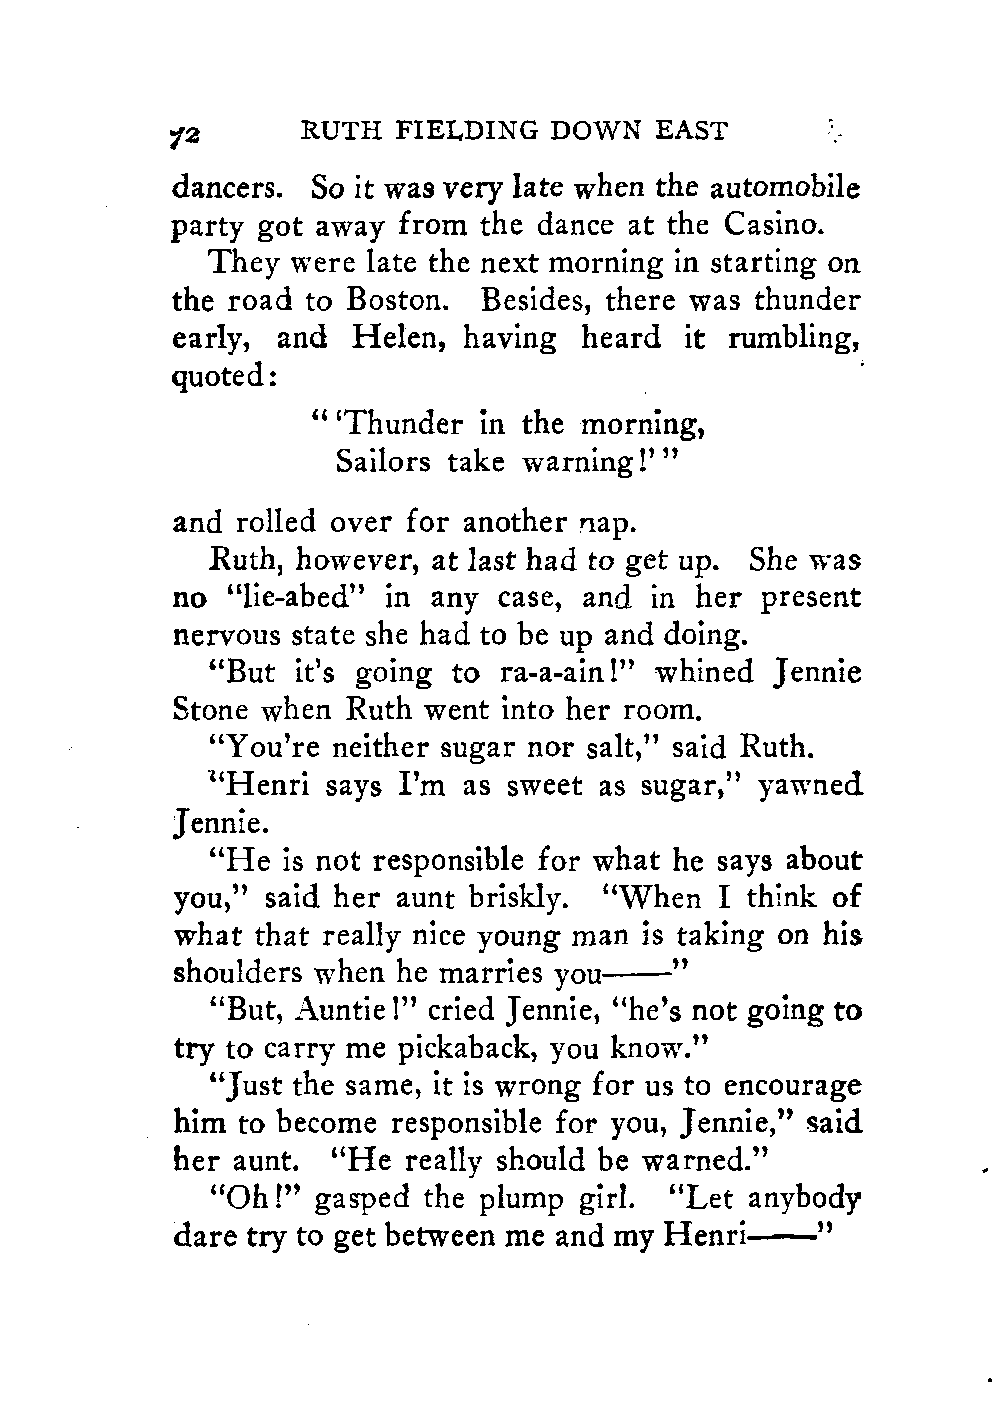 72 RUTH FIELDING DOWN EAST
dancers. So it was very late when the automobile
party got away from the dance at the Casino.
They were late the next morning in starting on
the road to Boston. Besides, there was thunder
early, and Helen, having heard it rumbling,
quoted:
“ ‘Thunder in the morning,
Sailors take warning!’ ”
and rolled over for another nap.
Ruth, however, at last had to get up. She was
no “lie-abed” in any case, and in her present
nervous state she had to be up and doing.
“But it’s going to ra-a-ain!” whined Jennie
Stone when Ruth went into her room.
“You’re neither sugar nor salt,” said Ruth.
“Henri says I’m as sweet as sugar,” yawned
Jennie.
“He is not responsible for what he says about
you,” said her aunt briskly. “When I think of
what that really nice young man is taking on his
shoulders when he marries you——”
“But, Auntie!” cried Jennie, “he’s not going to
try to carry me pickaback, you know.”
“Just the same, it is wrong for us to encourage
him to become responsible for you, Jennie,” said
her aunt. “He really should be warned.”
“Oh!” gasped the plump girl. “Let anybody
dare try to get between me and my Henri——”